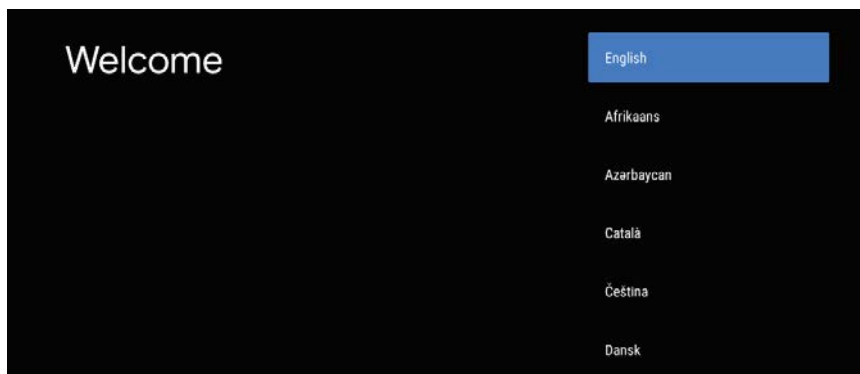 Welcome
English
Afrikaans
Azərbaycan
Català
Čeština
Dansk